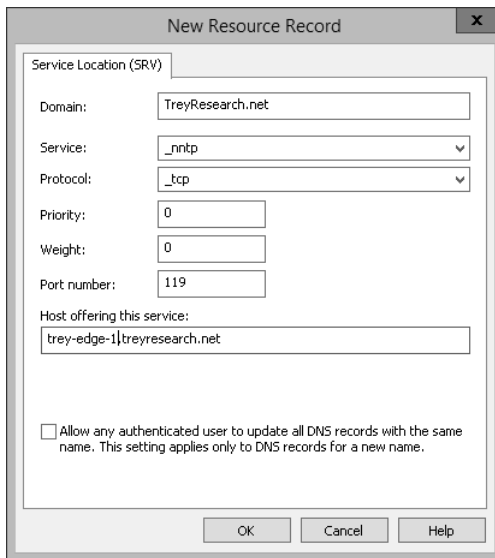 New Resource Record
x
Service Location (SRV)
Domain: TreyResearch.net
Service: _nntp
Protocol: _tcp
Priority: 0
Weight: 0
Port number: 119
Host offering this service:
trey-edge-1.treyresearch.net
Allow any authenticated user to update all DNS records with the same
name. This setting applies only to DNS records for a new name.
OK Cancel Help